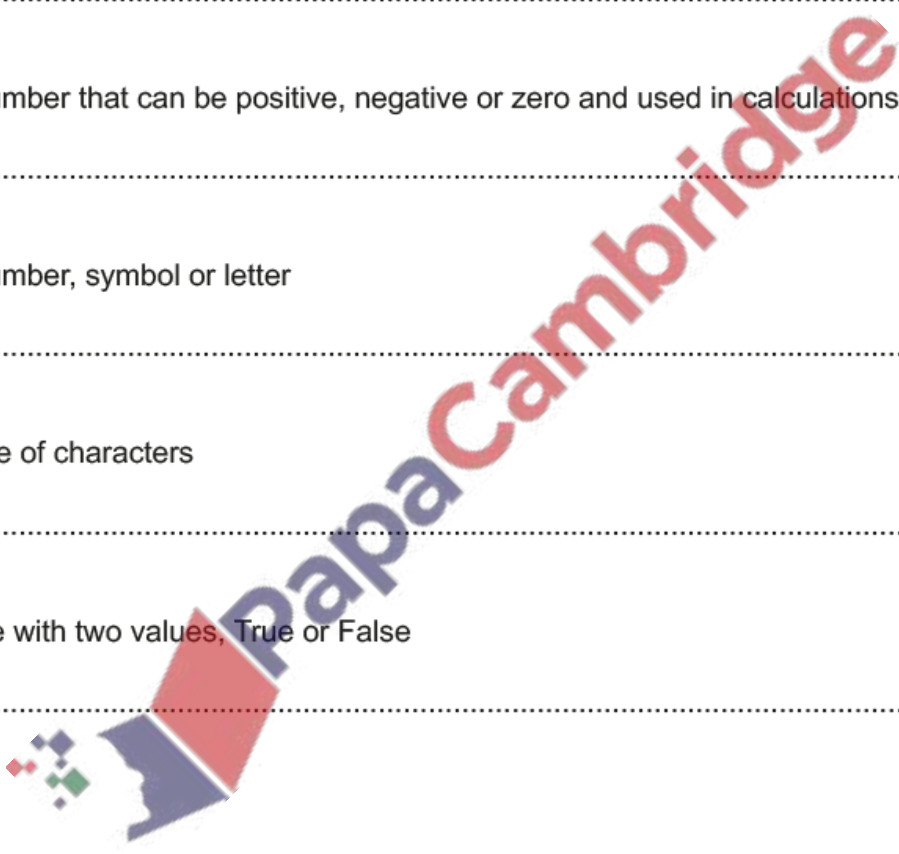 mber that can be positive, negative or zero and used in calculations
mber, symbol or letter
e of characters
e with two values, True or False
PapaCambridge